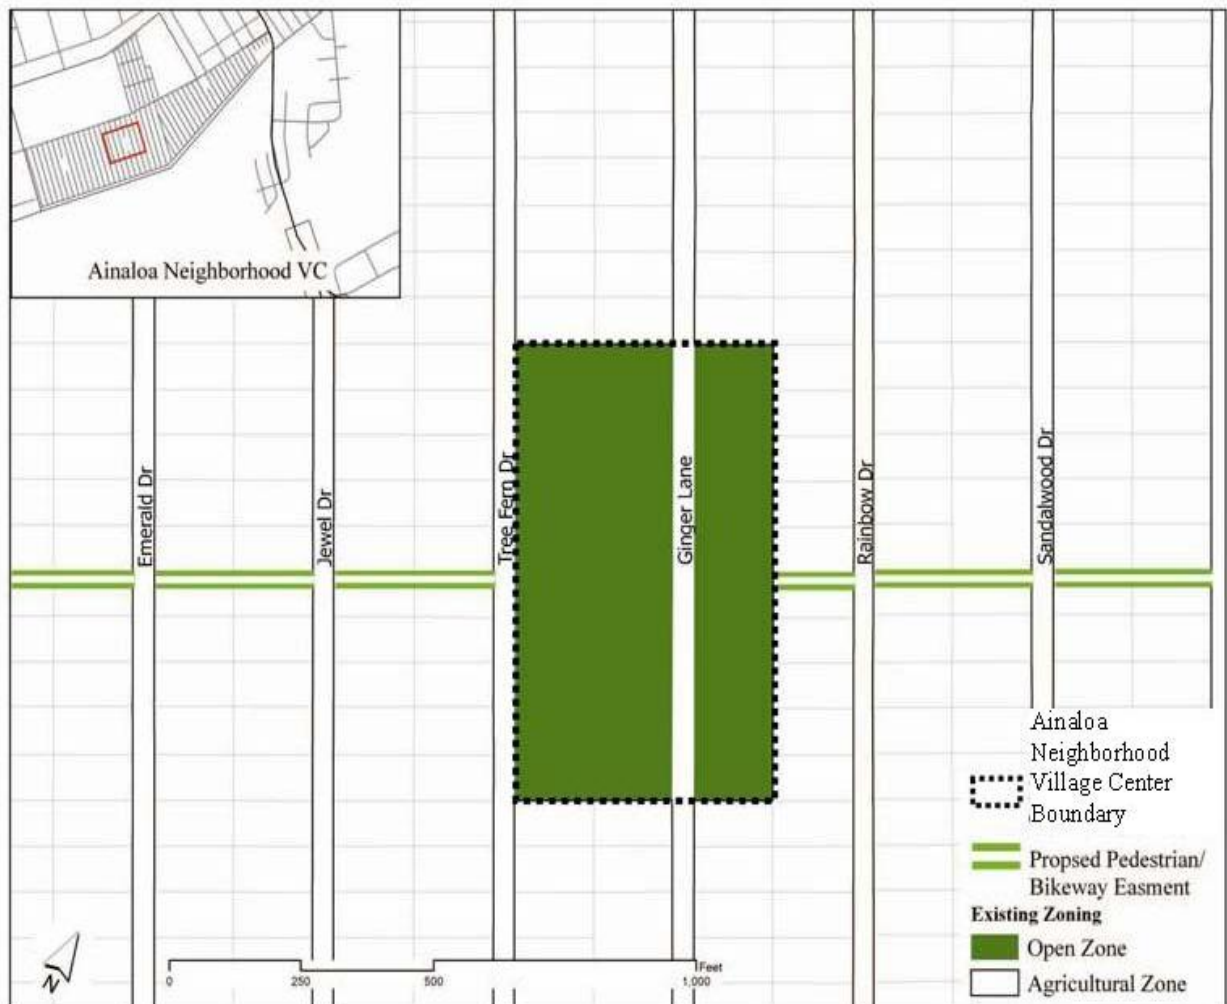 Ainaloa Neighborhood VC
Emerald Dr
Jewel Dr
Tree Fern Dr
Ginger Lane
Rainbow Dr
Sandalwood Dr
Ainaloa
Neighborhood
Village Center
Boundary
Propsed Pedestrian/
Bikeway Easment
Existing Zoning
Open Zone
Agricultural Zone
N
0
250
500
1,000
Feet